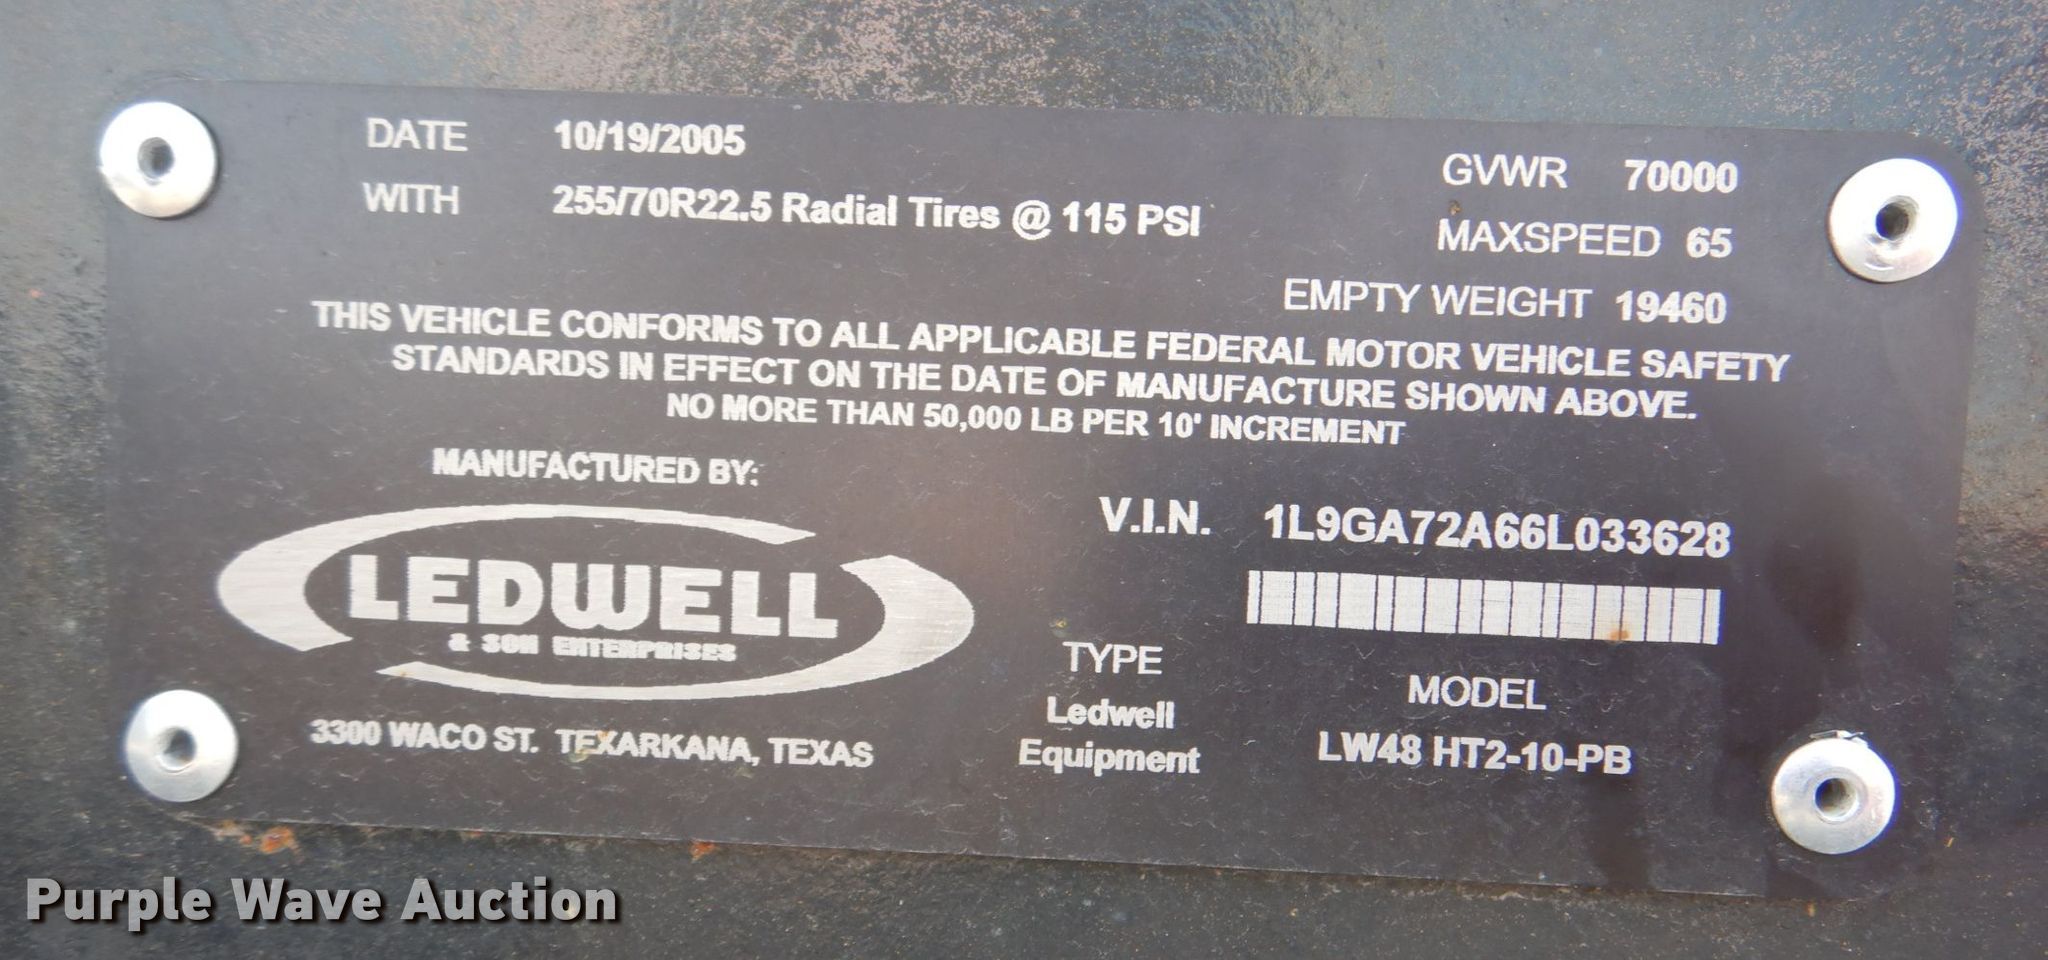 DATE 10/19/2005
WITH 255/70R22.5 Radial Tires @ 115 PSI
GVWR 70000
MAXSPEED 65
EMPTY WEIGHT 19460
THIS VEHICLE CONFORMS TO ALL APPLICABLE FEDERAL MOTOR VEHICLE SAFETY
STANDARDS IN EFFECT ON THE DATE OF MANUFACTURE SHOWN ABOVE.
NO MORE THAN 50,000 LB PER 10' INCREMENT
MANUFACTURED BY:
LEDWELL
& SON ENTERPRISES
3300 WACO ST. TEXARKANA, TEXAS
V.I.N. 1L9GA72A66L033628
TYPE
Ledwell
Equipment
MODEL
LW48 HT2-10-PB
Purple Wave Auction